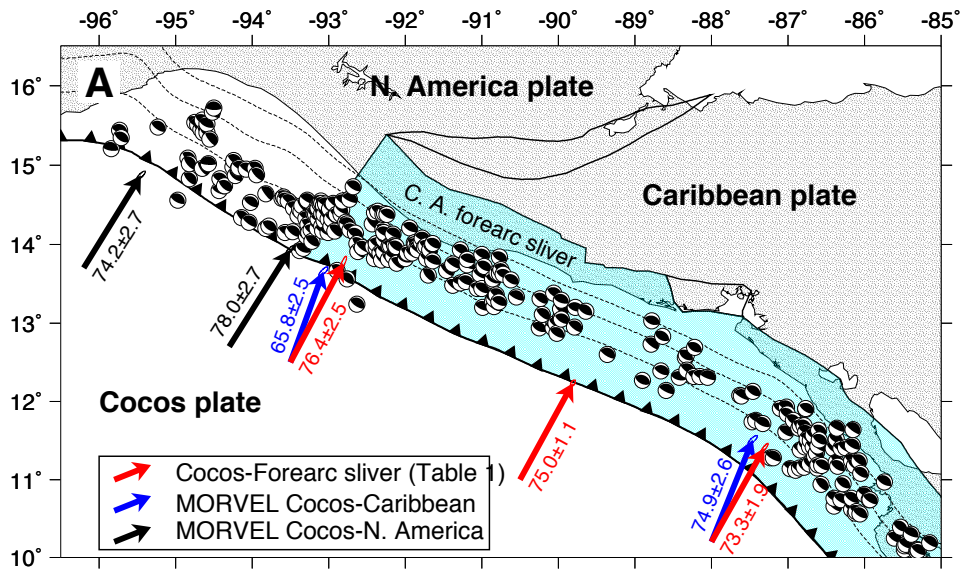 -96° -95° -94° -93° -92° -91° -90° -89° -88° -87° -86° -85°
A
16°
15°
14°
13°
12°
11°
10°
N. America plate
Caribbean plate
C. A. forearc sliver
74.2±2.7
78.0±2.7
65.8±2.5
76.4±2.5
75.0±1.1
74.9±2.6
73.3±1.9
Cocos plate
Cocos-Forearc sliver (Table 1)
MORVEL Cocos-Caribbean
MORVEL Cocos-N. America